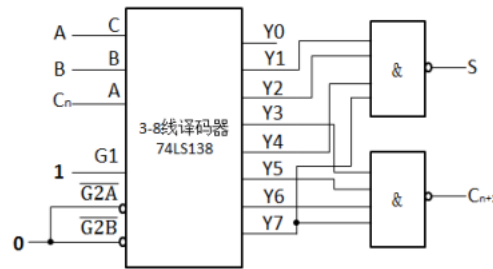 A C Y0
B B Y1 & S
Cn A Y2
Y3
3-8线译码器
74LS138
Y4
1 G1 Y5
G2A Y6 & Cn+1
0 G2B Y7